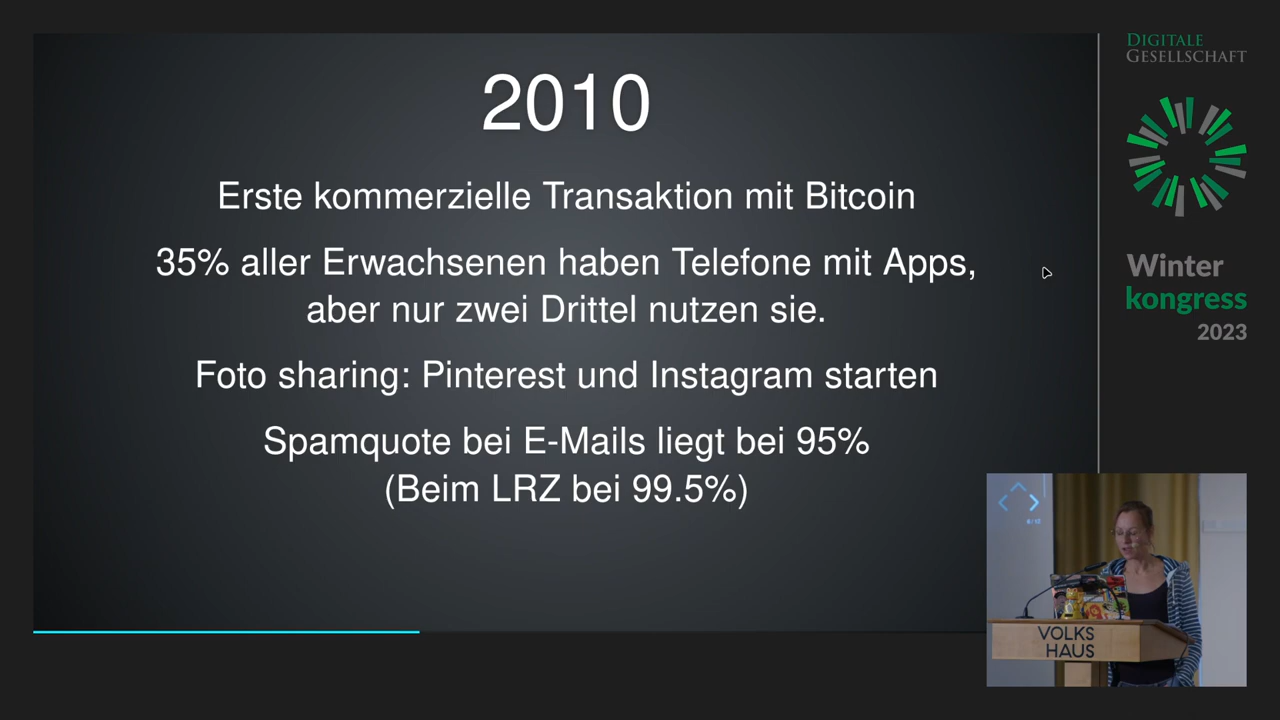 2010
Erste kommerzielle Transaktion mit Bitcoin
35% aller Erwachsenen haben Telefone mit Apps,
aber nur zwei Drittel nutzen sie.
Foto sharing: Pinterest und Instagram starten
Spamquote bei E-Mails liegt bei 95%
(Beim LRZ bei 99.5%)
DIGITALE
GESELLSCHAFT
Winter
kongress
2023
VOLKS
HAUS